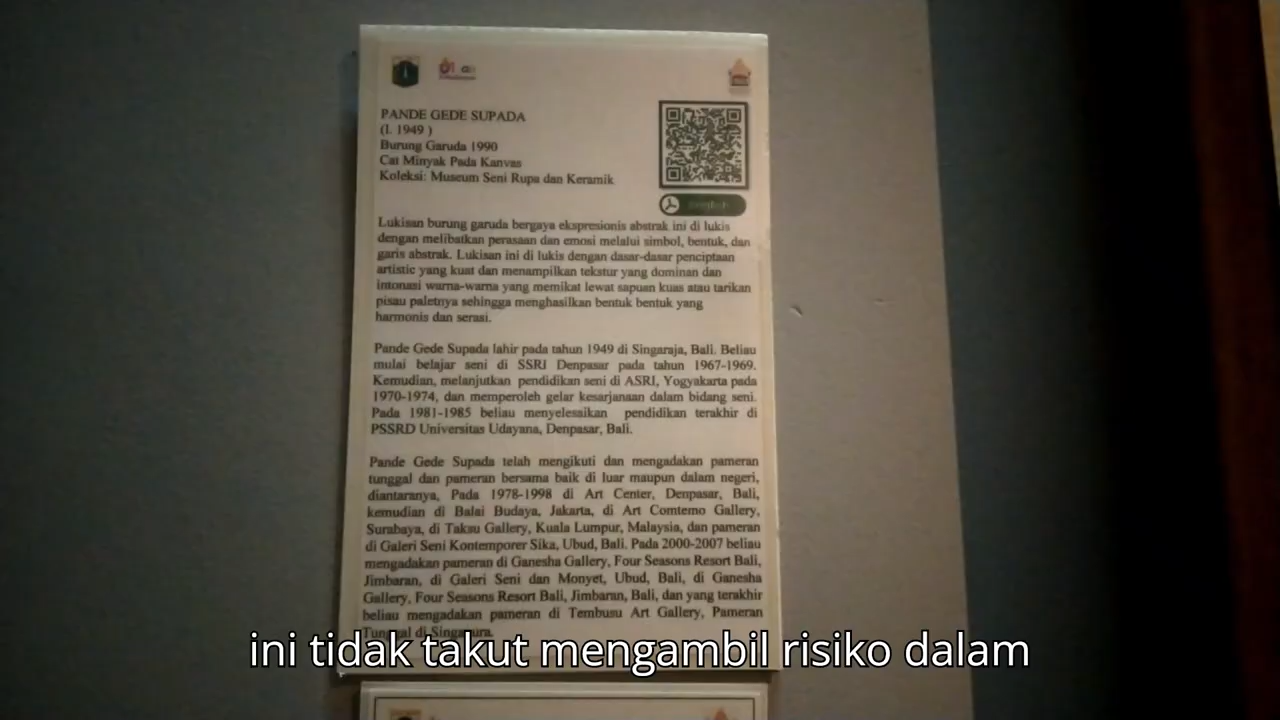 PANDE GEDE SUPADA
(l. 1949 )
Burung Garuda 1990
Cat Minyak Pada Kanvas
Koleksi: Museum Seni Rupa dan Keramik
Lukisan burung garuda bergaya ekspresionis abstrak ini di lukis
dengan melibatkan perasaan dan emosi melalui simbol, bentuk, dan
garis abstrak. Lukisan ini di lukis dengan dasar-dasar penciptaan
artistic yang kuat dan menampilkan tekstur yang dominan dan
intonasi warna-warna yang memikat lewat sapuan kuas atau tarikan
pisau paletnya sehingga menghasilkan bentuk bentuk yang
harmonis dan serasi.
Pande Gede Supada lahir pada tahun 1949 di Singaraja, Bali. Beliau
mulai belajar seni di SSRI Denpasar pada tahun 1967-1969.
Kemudian, melanjutkan pendidikan seni di ASRI, Yogyakarta pada
1970-1974, dan memperoleh gelar kesarjanaan dalam bidang seni.
Pada 1981-1985 beliau menyelesaikan pendidikan terakhir di
PSSRD Universitas Udayana, Denpasar, Bali.
Pande Gede Supada telah mengikuti dan mengadakan pameran
tunggal dan pameran bersama baik di luar maupun dalam negeri,
diantaranya, Pada 1978-1998 di Art Center, Denpasar, Bali,
kemudian di Balai Budaya, Jakarta, di Art Comtemo Gallery,
Surabaya, di Taksu Gallery, Kuala Lumpur, Malaysia, dan pameran
di Galeri Seni Kontemporer Sika, Ubud, Bali. Pada 2000-2007 beliau
mengadakan pameran di Ganesha Gallery, Four Seasons Resort Bali,
Jimbaran, di Galeri Seni dan Monyet, Ubud, Bali, di Ganesha
Gallery, Four Seasons Resort Bali, Jimbaran, Bali, dan yang terakhir
beliau mengadakan pameran di Tembusu Art Gallery, Pameran
Tunggal di Singapura.
ini tidak takut mengambil risiko dalam